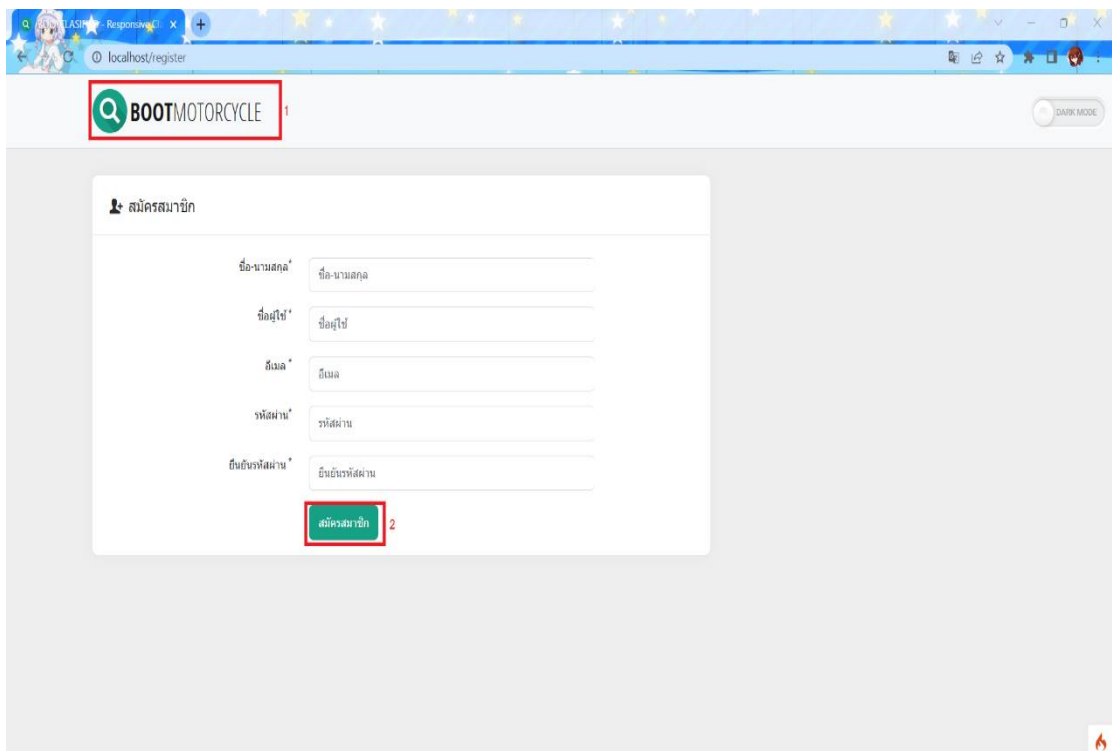 - Responsive Cl
localhost/register
BOOTMOTORCYCLE
1
DARK MODE
สมัครสมาชิก
ชื่อ-นามสกุล*
ชื่อ-นามสกุล
ชื่อผู้ใช้*
ชื่อผู้ใช้
อีเมล *
อีเมล
รหัสผ่าน*
รหัสผ่าน
ยืนยันรหัสผ่าน *
ยืนยันรหัสผ่าน
สมัครสมาชิก
2